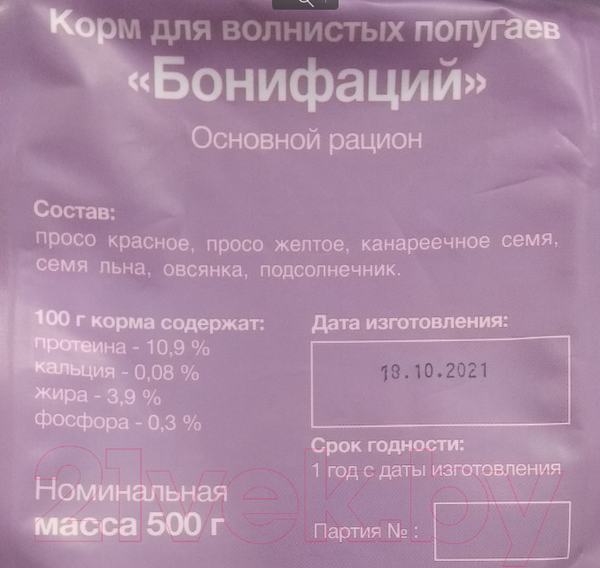 Корм для волнистых попугаев
«Бонифаций»
Основной рацион
Состав:
просо красное, просо желтое, канареечное семя,
семя льна, овсянка, подсолнечник.
100 г корма содержат:
протеина - 10,9 %
кальция - 0,08 %
жира - 3,9 %
фосфора - 0,3 %
Номинальная
масса 500 г
Дата изготовления:
18.10.2021
Срок годности:
1 год с даты изготовления
Партия № :
21vek.by